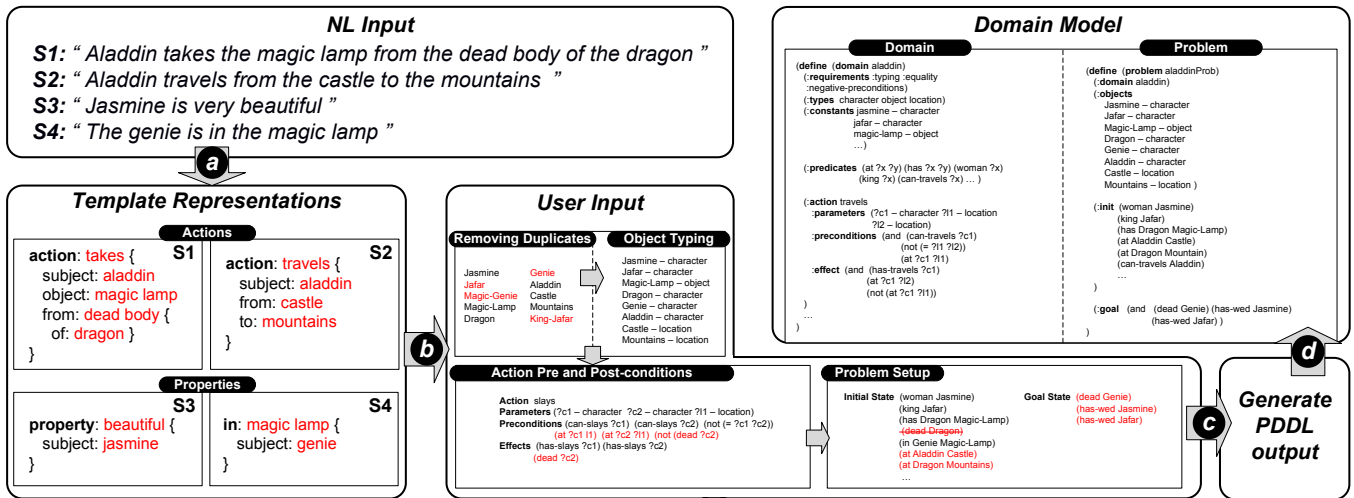 NL Input
S1: “ Aladdin takes the magic lamp from the dead body of the dragon ”
S2: “ Aladdin travels from the castle to the mountains ”
S3: “ Jasmine is very beautiful ”
S4: “ The genie is in the magic lamp ”
a
Template Representations
Actions
S1
action: takes {
subject: aladdin
object: magic lamp
from: dead body {
of: dragon }
}
S2
action: travels {
subject: aladdin
from: castle
to: mountains
}
Properties
S3
property: beautiful {
subject: jasmine
}
S4
in: magic lamp {
subject: genie
}
b
User Input
Removing Duplicates
Jasmine Genie
Jafar Aladdin
Magic-Genie Castle
Magic-Lamp Mountains
Dragon King-Jafar
Object Typing
Jasmine – character
Jafar – character
Magic-Lamp – object
Dragon – character
Genie – character
Aladdin – character
Castle – location
Mountains – location
Action Pre and Post-conditions
Action slays
Parameters (?c1 – character ?c2 – character ?l1 – location)
Preconditions (can-slays ?c1) (can-slays ?c2) (not (= ?c1 ?c2))
(at ?c1 l1) (at ?c2 ?l1) (not (dead ?c2)
Effects (has-slays ?c1) (has-slays ?c2)
(dead ?c2)
Problem Setup
Initial State (woman Jasmine)
(king Jafar)
(has Dragon Magic-Lamp)
(dead Dragon)
(in Genie Magic-Lamp)
(at Aladdin Castle)
(at Dragon Mountains)
…
Goal State (dead Genie)
(has-wed Jasmine)
(has-wed Jafar)
c
Generate
PDDL
output
d
Domain Model
Domain
(define (domain aladdin)
(:requirements :typing :equality
:negative-preconditions)
(:types character object location)
(:constants jasmine – character
jafar – character
magic-lamp – object
…)
(:predicates (at ?x ?y) (has ?x ?y) (woman ?x)
(king ?x) (can-travels ?x) … )
(:action travels
:parameters (?c1 – character ?l1 – location
?l2 – location)
:preconditions (and (can-travels ?c1)
(not (= ?l1 ?l2))
(at ?c1 ?l1)
:effect (and (has-travels ?c1)
(at ?c1 ?l2)
(not (at ?c1 ?l1))
)
…
)
Problem
(define (problem aladdinProb)
(:domain aladdin)
(:objects
Jasmine – character
Jafar – character
Magic-Lamp – object
Dragon – character
Genie – character
Aladdin – character
Castle – location
Mountains – location )
(:init (woman Jasmine)
(king Jafar)
(has Dragon Magic-Lamp)
(at Aladdin Castle)
(at Dragon Mountain)
(can-travels Aladdin)
…
)
(:goal (and (dead Genie) (has-wed Jasmine)
(has-wed Jafar) )
)